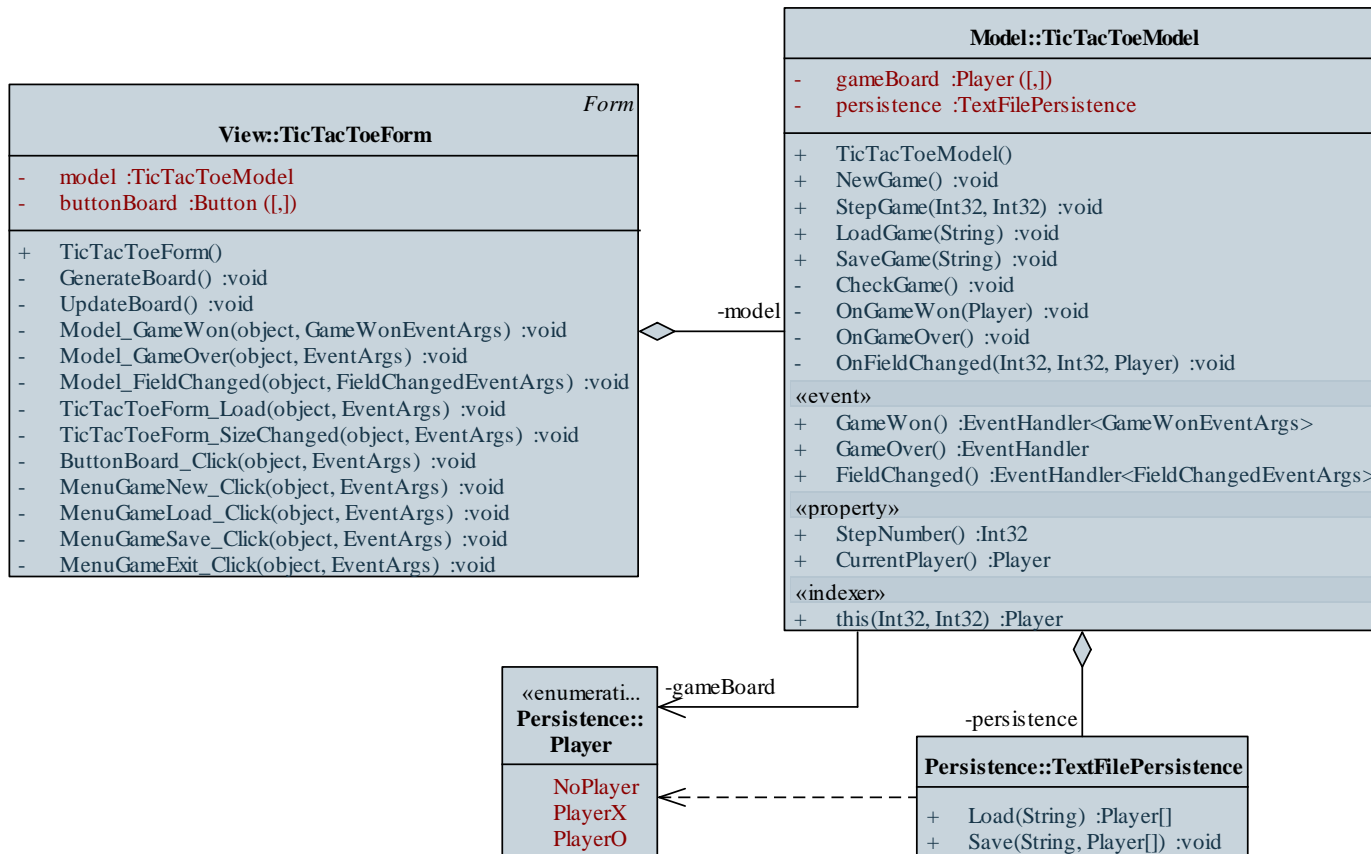 Form
View::TicTacToeForm
- model :TicTacToeModel
- buttonBoard :Button ([,])
+ TicTacToeForm()
- GenerateBoard() :void
- UpdateBoard() :void
- Model_GameWon(object, GameWonEventArgs) :void
- Model_GameOver(object, EventArgs) :void
- Model_FieldChanged(object, FieldChangedEventArgs) :void
- TicTacToeForm_Load(object, EventArgs) :void
- TicTacToeForm_SizeChanged(object, EventArgs) :void
- ButtonBoard_Click(object, EventArgs) :void
- MenuGameNew_Click(object, EventArgs) :void
- MenuGameLoad_Click(object, EventArgs) :void
- MenuGameSave_Click(object, EventArgs) :void
- MenuGameExit_Click(object, EventArgs) :void
-model
Model::TicTacToeModel
- gameBoard :Player ([,])
- persistence :TextFilePersistence
+ TicTacToeModel()
+ NewGame() :void
+ StepGame(Int32, Int32) :void
+ LoadGame(String) :void
+ SaveGame(String) :void
- CheckGame() :void
- OnGameWon(Player) :void
- OnGameOver() :void
- OnFieldChanged(Int32, Int32, Player) :void
«event»
+ GameWon() :EventHandler<GameWonEventArgs>
+ GameOver() :EventHandler
+ FieldChanged() :EventHandler<FieldChangedEventArgs>
«property»
+ StepNumber() :Int32
+ CurrentPlayer() :Player
«indexer»
+ this(Int32, Int32) :Player
-gameBoard
-persistence
«enumerati...
Persistence::
Player
NoPlayer
PlayerX
PlayerO
Persistence::TextFilePersistence
+ Load(String) :Player[]
+ Save(String, Player[]) :void